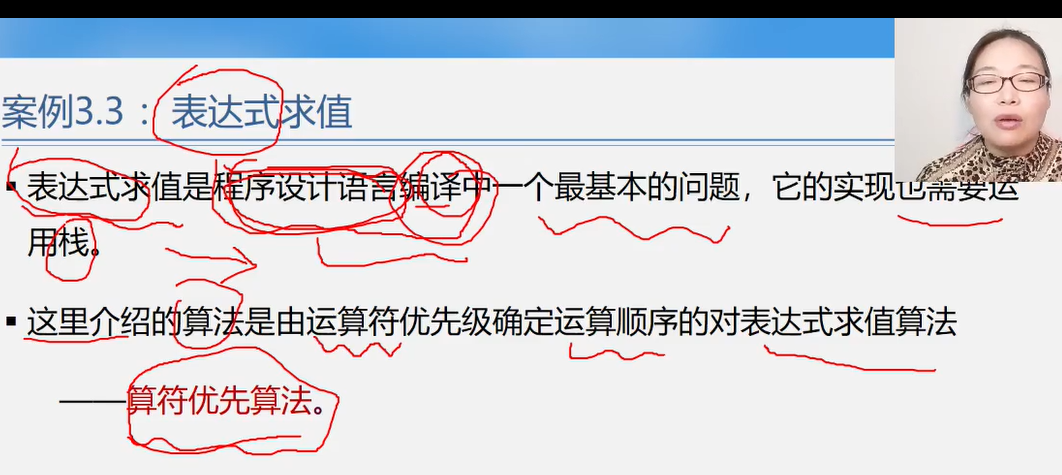 案例3.3：表达式求值
▪ 表达式求值是程序设计语言编译中一个最基本的问题，它的实现也需要运
用栈。
▪ 这里介绍的算法是由运算符优先级确定运算顺序的对表达式求值算法
——算符优先算法。